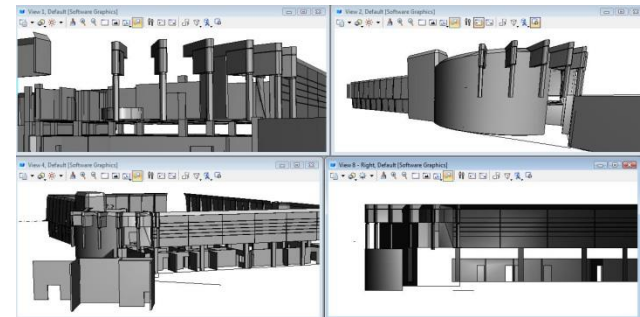 View 1, Default [Software Graphics]
View 2, Default [Software Graphics]
View 4, Default [Software Graphics]
View 8 - Right, Default [Software Graphics]